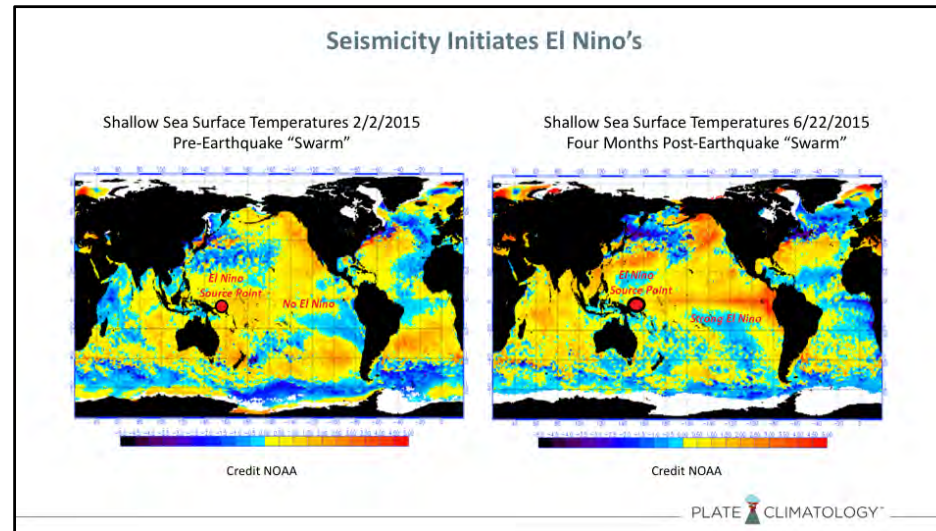 Seismicity Initiates El Nino's
Shallow Sea Surface Temperatures 2/2/2015
Pre-Earthquake “Swarm”
El Nino
Source Point
No El Nino
Credit NOAA
Shallow Sea Surface Temperatures 6/22/2015
Four Months Post-Earthquake “Swarm”
El Nino
Source Point
Strong El Nino
Credit NOAA
PLATE CLIMATOLOGY